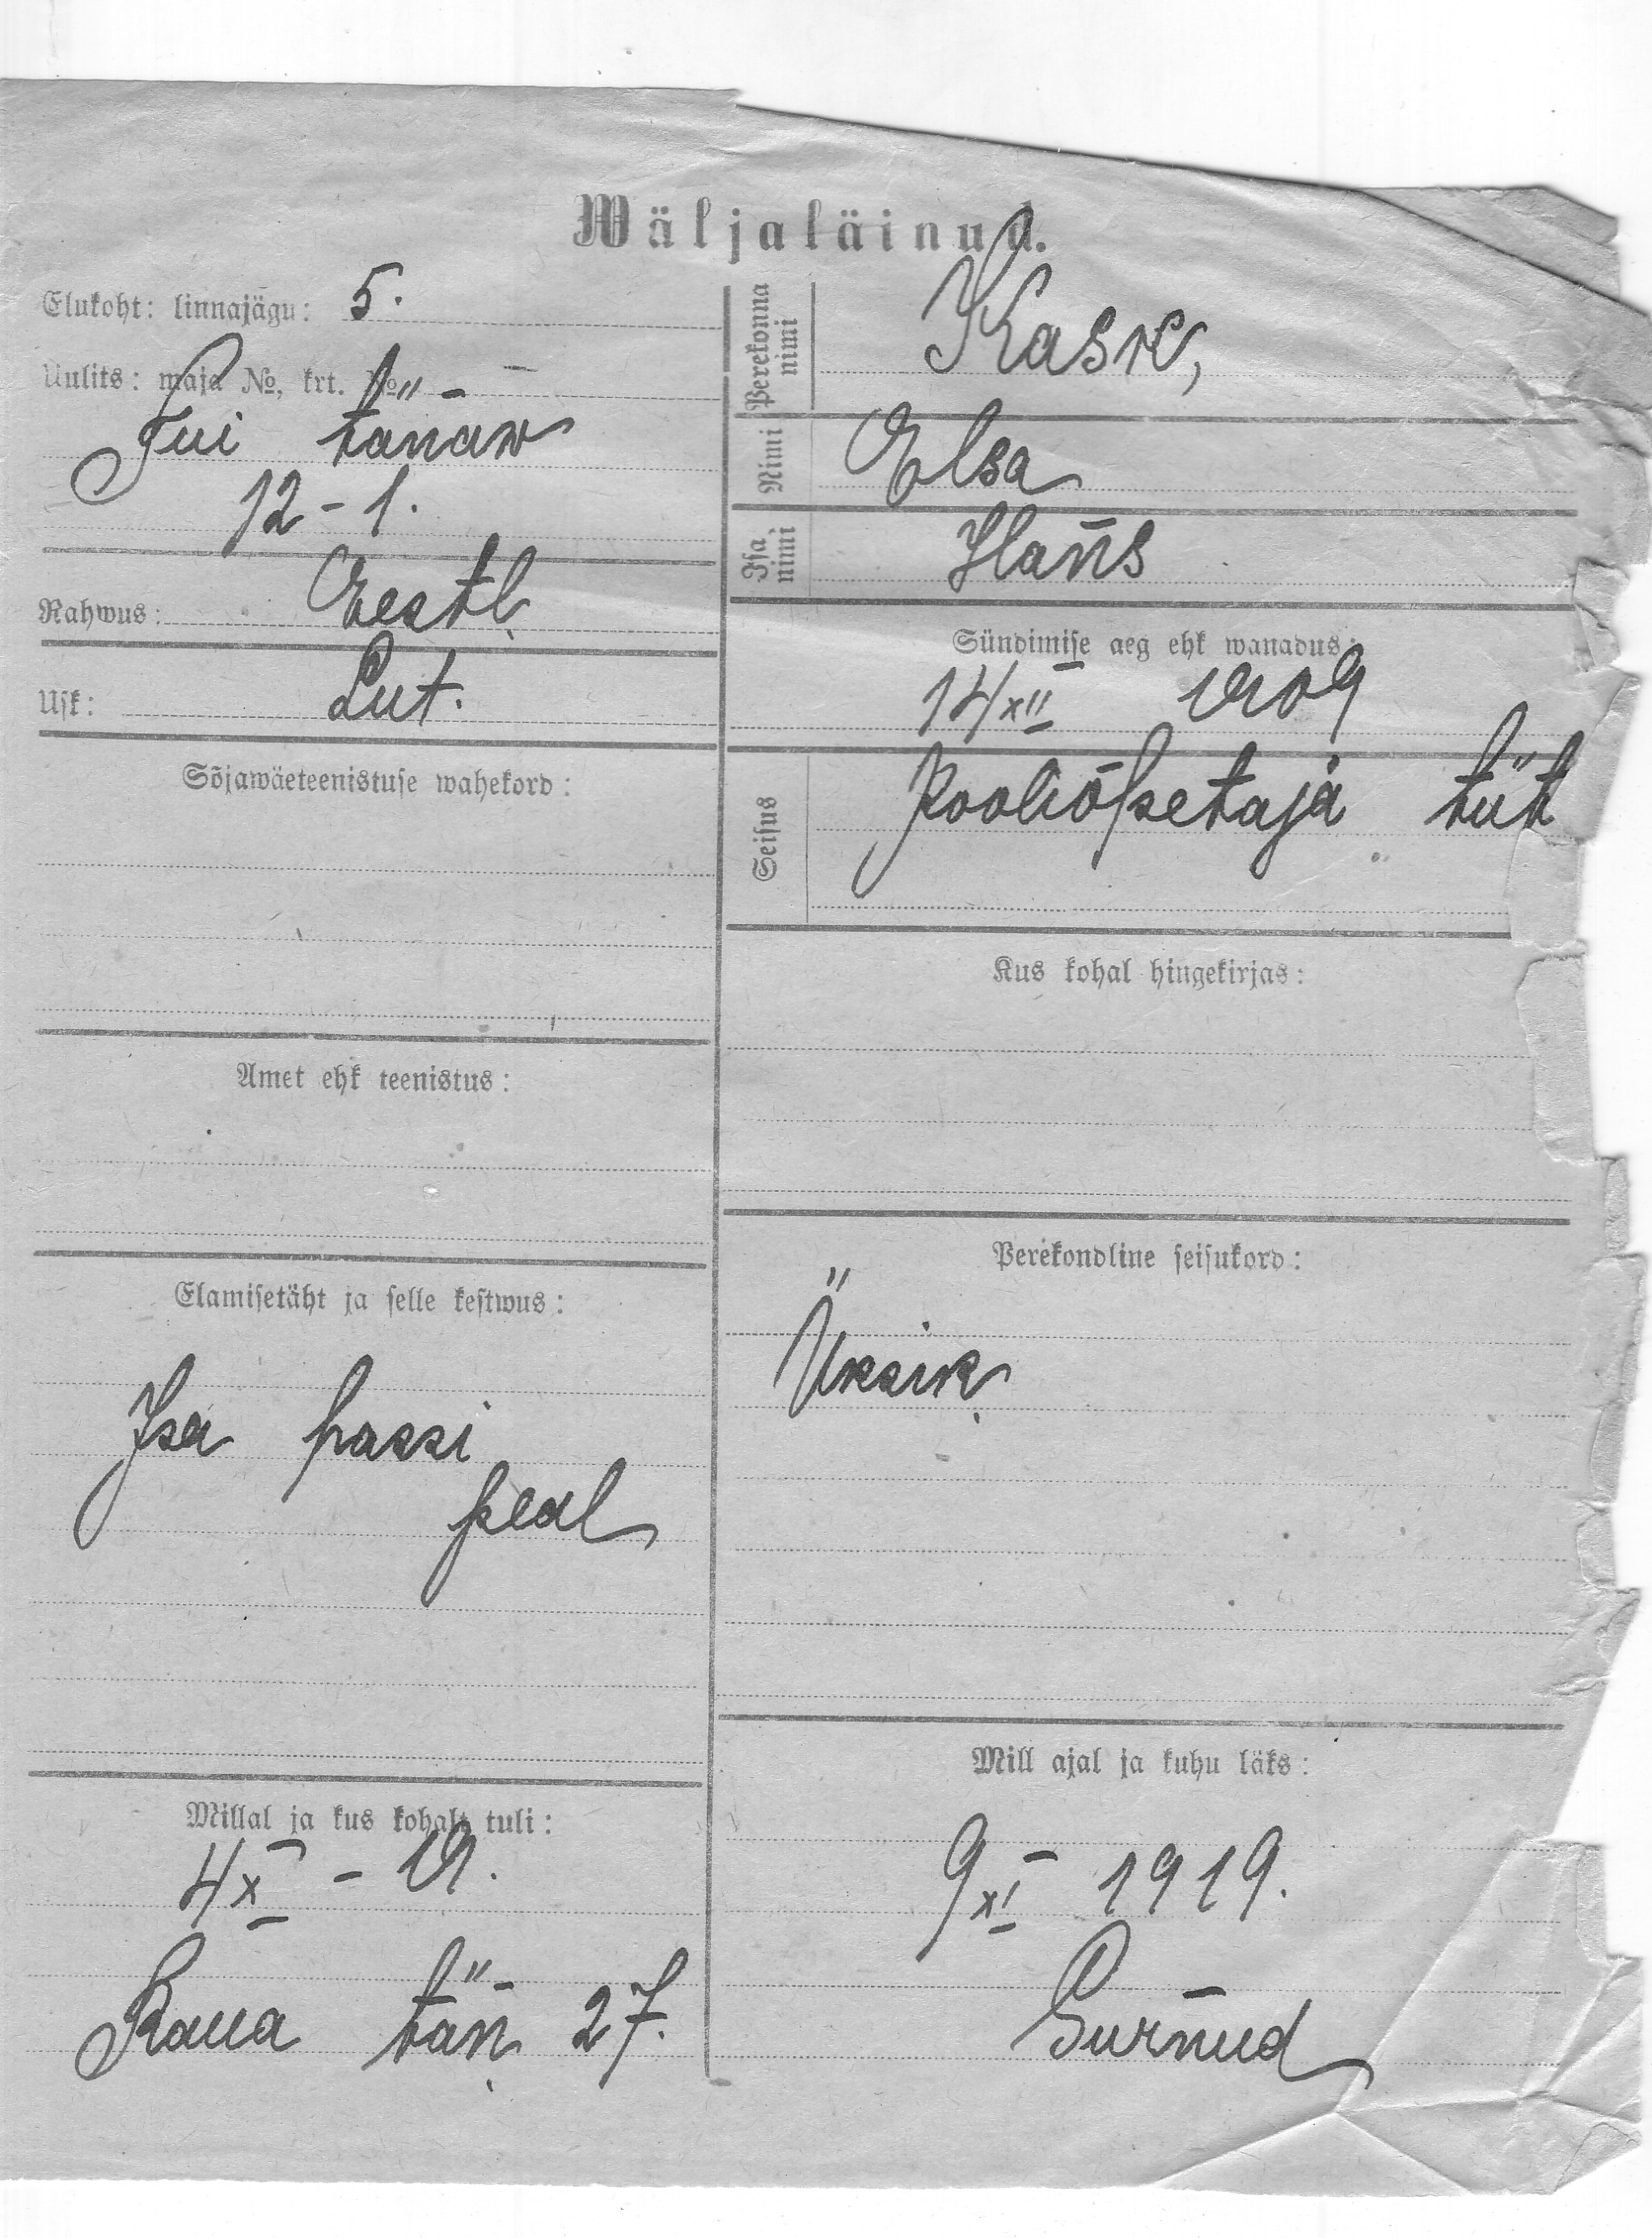 Wäljaläinud.
Elukoht: linnajägu: 5.
Uulits: maja №, krt. №
Tui tänaw
12 - 1.
Rahwus: Eestl.
Usk: Lut.
Sõjawäeteenistuse wahekord:
Amet ehk teenistus:
Elamisetäht ja selle kestwus:
Isa passi
peal
Millal ja kus kohalt tuli:
4 X - 19.
Raua tän. 27.
Perekonna nimi Kask,
Nimi Elsa
Isa nimi Hans
Sündimise aeg ehk wanadus:
14 XII 1909
Seisus Kooliõpetaja tüt
Kus kohal hingekirjas:
Perekondline seisukord:
Üksik.
Mill ajal ja kuhu läks:
9 XI 1919.
Surnud